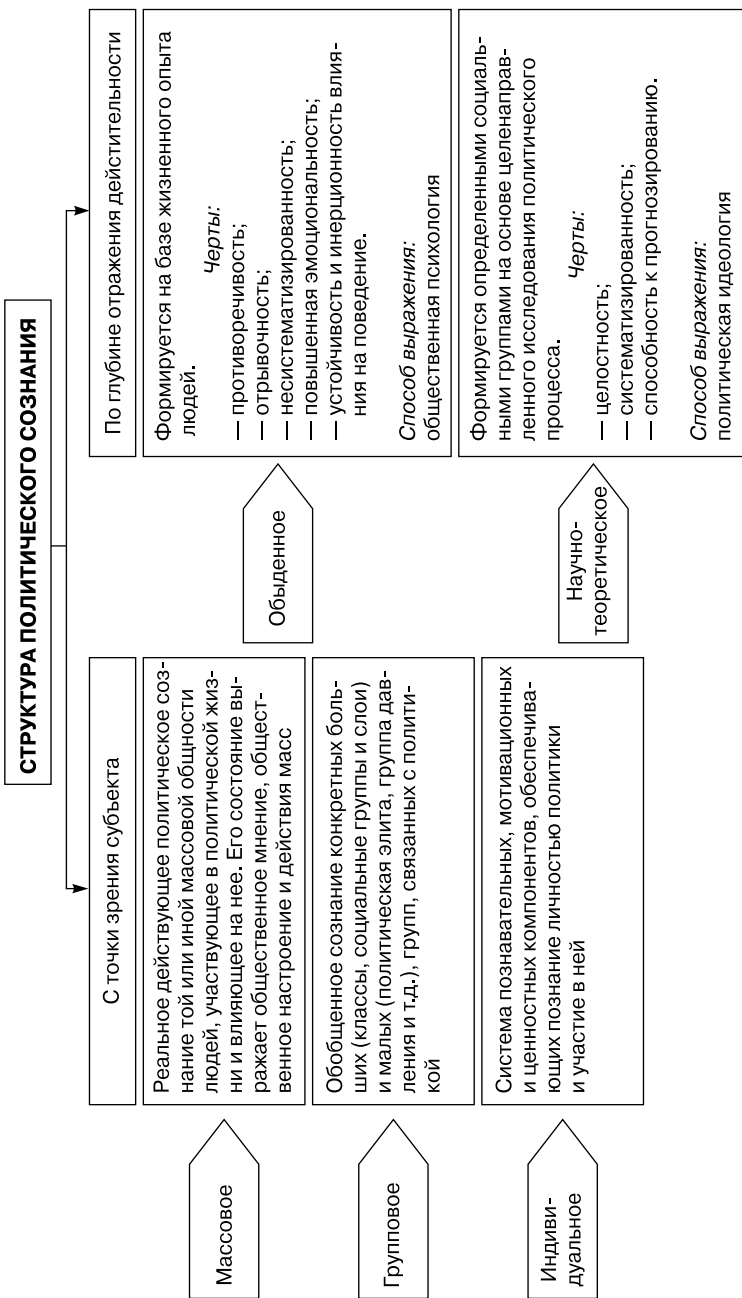 СТРУКТУРА ПОЛИТИЧЕСКОГО СОЗНАНИЯ
С точки зрения субъекта
Массовое
Реальное действующее политическое соз-
нание той или иной массовой общности
людей, участвующее в политической жиз-
ни и влияющее на нее. Его состояние вы-
ражает общественное мнение, общест-
венное настроение и действия масс
Групповое
Обобщенное сознание конкретных боль-
ших (классы, социальные группы и слои)
и малых (политическая элита, группа дав-
ления и т.д.), групп, связанных с полити-
кой
Индиви-
дуальное
Система познавательных, мотивационных
и ценностных компонентов, обеспечива-
ющих познание личностью политики
и участие в ней
По глубине отражения дейстительности
Обыденное
Формируется на базе жизненного опыта
людей.
Черты:
— противоречивость;
— отрывочность;
— несистематизированность;
— повышенная эмоциональность;
— устойчивость и инерционность влия-
ния на поведение.
Способ выражения:
общественная психология
Научно-
теоретическое
Формируется определенными социаль-
ными группами на основе целенаправ-
ленного исследования политического
процесса.
Черты:
— целостность;
— систематизированность;
— способность к прогнозированию.
Способ выражения:
политическая идеология